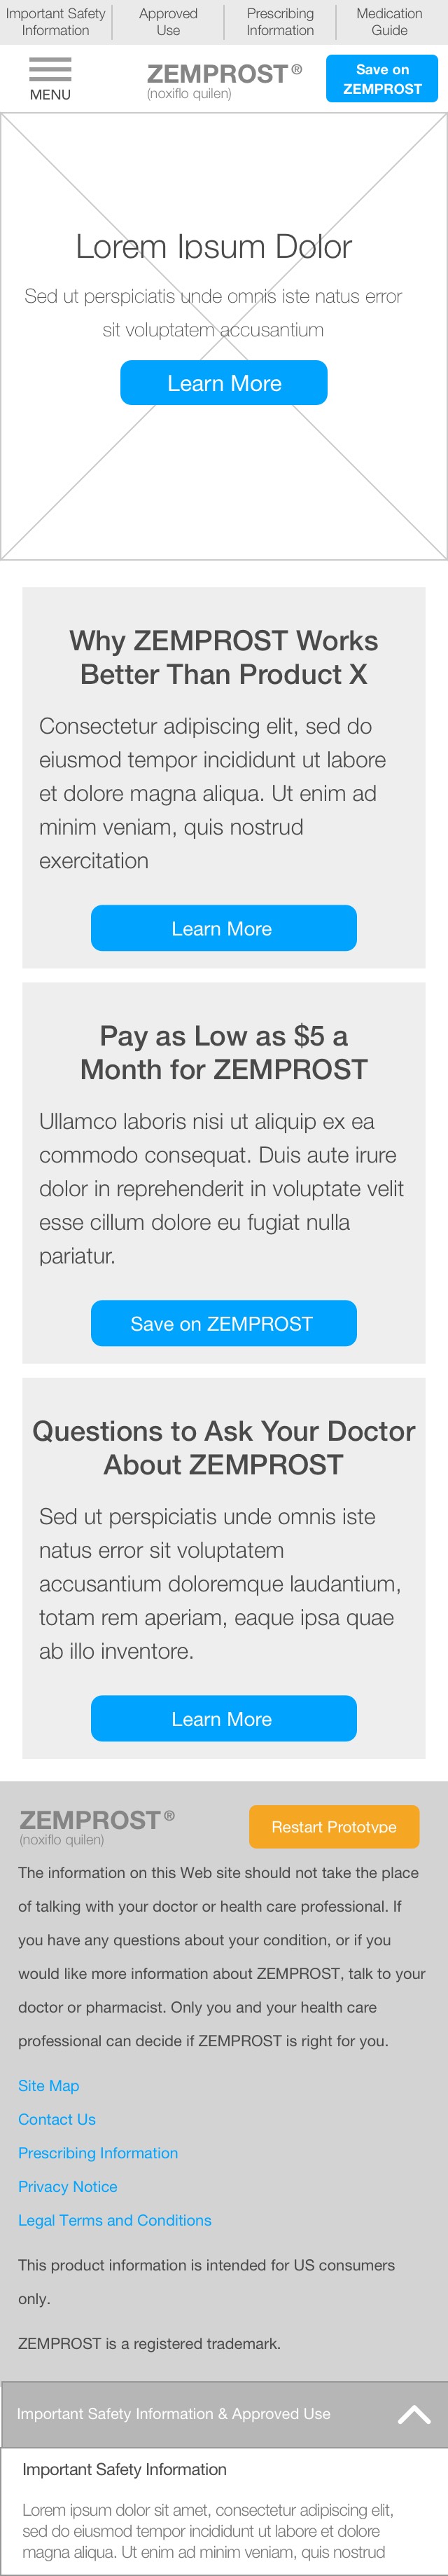 Important Safety Information
Approved Use
Prescribing Information
Medication Guide
MENU
ZEMPROST®
(noxiflo quilen)
Save on
ZEMPROST
Lorem Ipsum Dolor
Sed ut perspiciatis unde omnis iste natus error
sit voluptatem accusantium
Learn More
Why ZEMPROST Works
Better Than Product X
Consectetur adipiscing elit, sed do
eiusmod tempor incididunt ut labore
et dolore magna aliqua. Ut enim ad
minim veniam, quis nostrud
exercitation
Learn More
Pay as Low as $5 a
Month for ZEMPROST
Ullamco laboris nisi ut aliquip ex ea
commodo consequat. Duis aute irure
dolor in reprehenderit in voluptate velit
esse cillum dolore eu fugiat nulla
pariatur.
Save on ZEMPROST
Questions to Ask Your Doctor
About ZEMPROST
Sed ut perspiciatis unde omnis iste
natus error sit voluptatem
accusantium doloremque laudantium,
totam rem aperiam, eaque ipsa quae
ab illo inventore.
Learn More
ZEMPROST®
(noxiflo quilen)
Restart Prototype
The information on this Web site should not take the place
of talking with your doctor or health care professional. If
you have any questions about your condition, or if you
would like more information about ZEMPROST, talk to your
doctor or pharmacist. Only you and your health care
professional can decide if ZEMPROST is right for you.
Site Map
Contact Us
Prescribing Information
Privacy Notice
Legal Terms and Conditions
This product information is intended for US consumers
only.
ZEMPROST is a registered trademark.
Important Safety Information & Approved Use
Important Safety Information
Lorem ipsum dolor sit amet, consectetur adipiscing elit,
sed do eiusmod tempor incididunt ut labore et dolore
magna aliqua. Ut enim ad minim veniam, quis nostrud